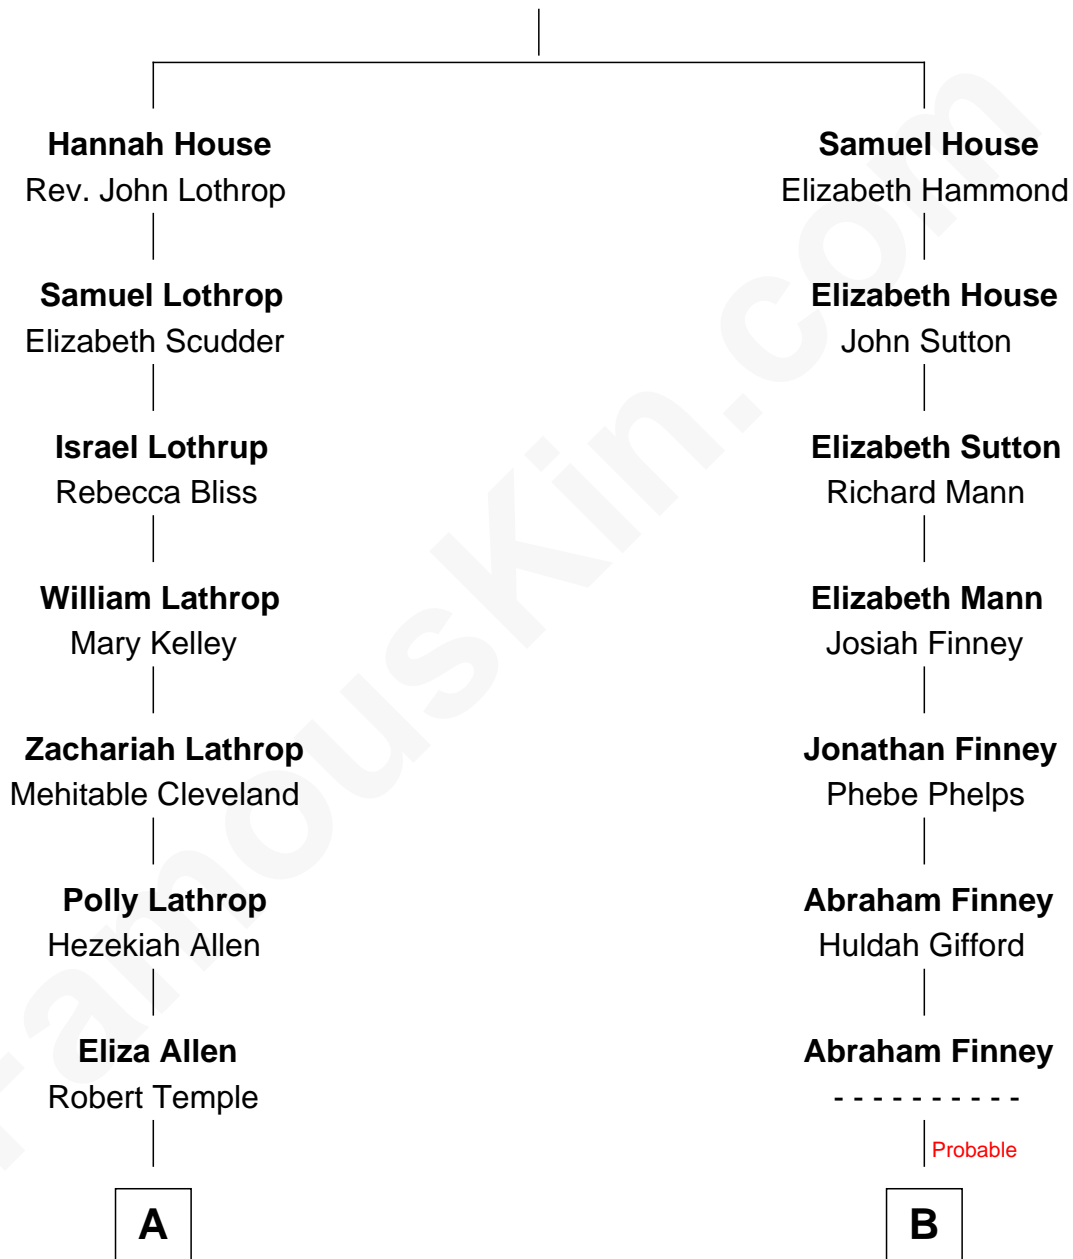 Hannah House
Rev. John Lothrop
Samuel Lothrop
Elizabeth Scudder
Israel Lothrup
Rebecca Bliss
William Lathrop
Mary Kelley
Zachariah Lathrop
Mehitable Cleveland
Polly Lathrop
Hezekiah Allen
Eliza Allen
Robert Temple
A
Samuel House
Elizabeth Hammond
Elizabeth House
John Sutton
Elizabeth Sutton
Richard Mann
Elizabeth Mann
Josiah Finney
Jonathan Finney
Phebe Phelps
Abraham Finney
Huldah Gifford
Abraham Finney
- - - - - - - - - -
Probable
B
FamousKin.com